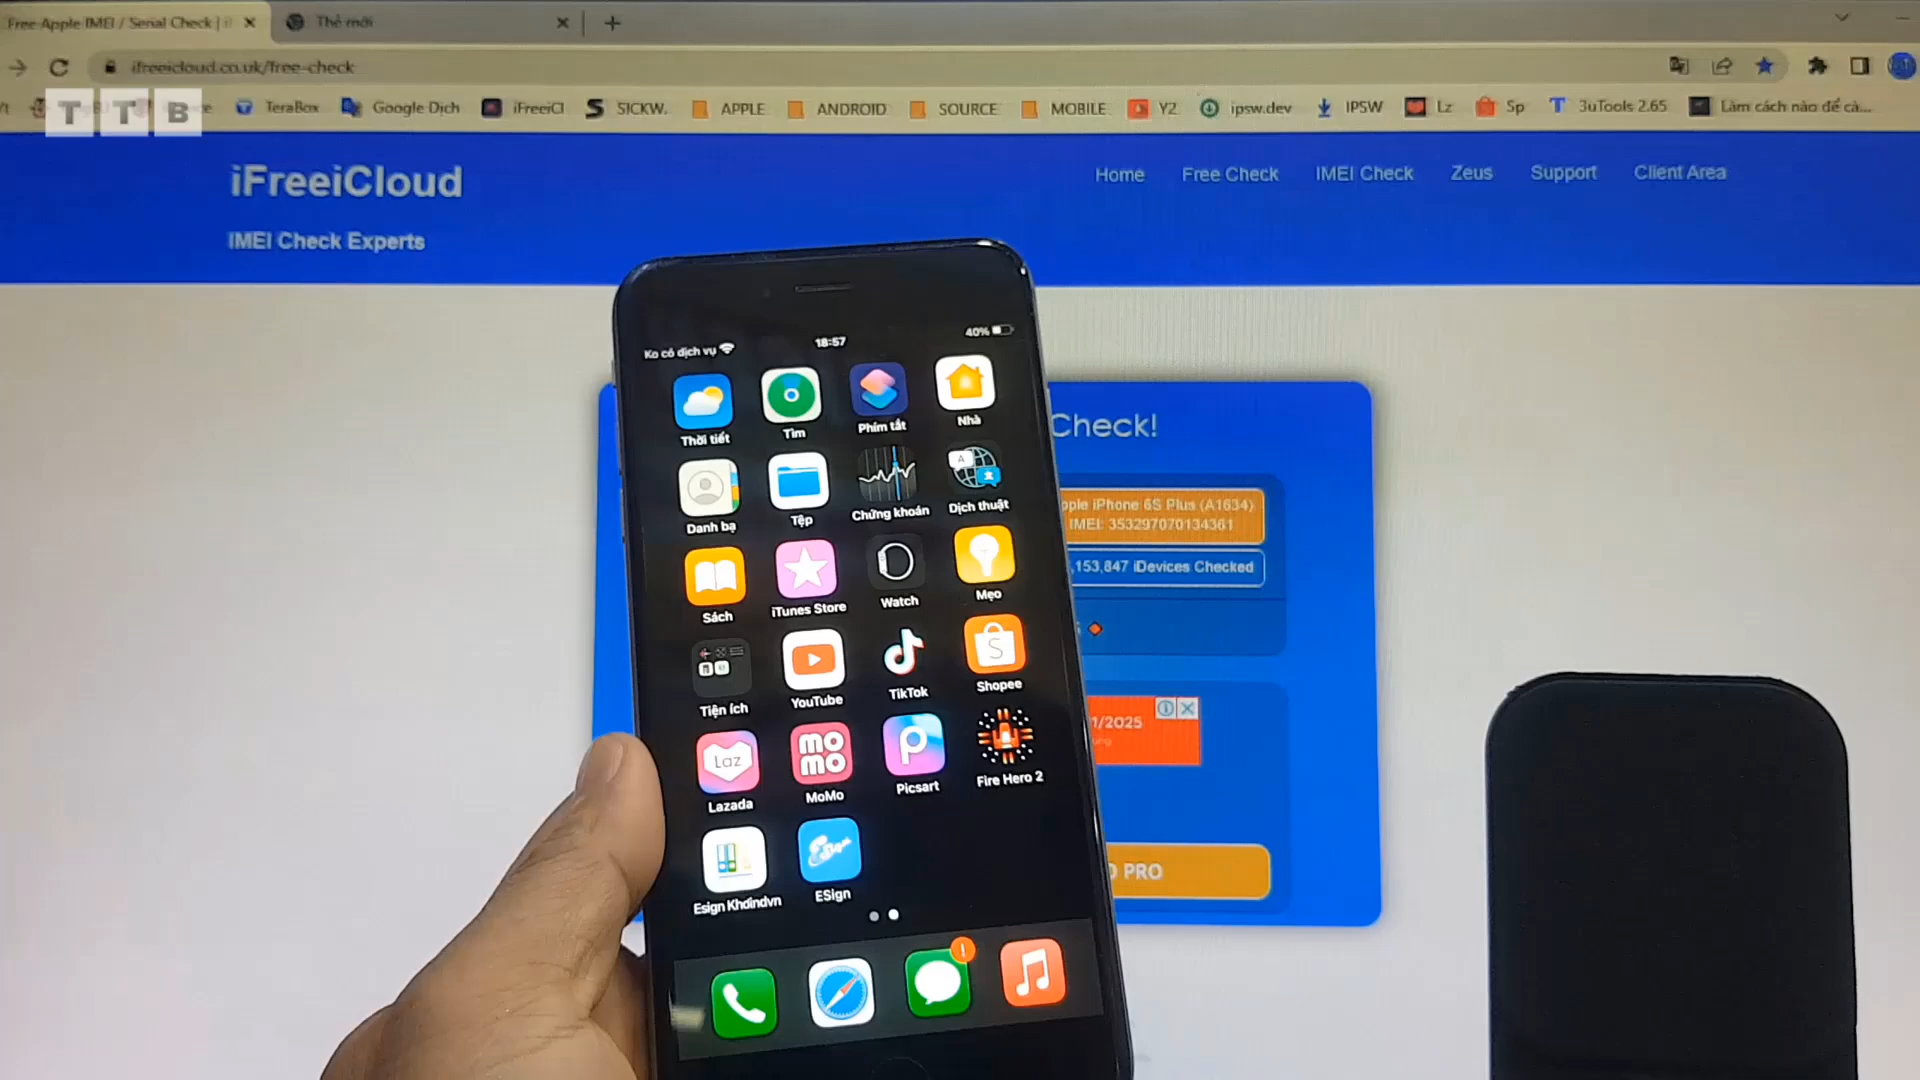 Free Apple IMEI / Serial Check |
Thẻ mới
ifreeicloud.co.uk/free-check
TTB
TeraBox
Google Dịch
iFreeiCl
SICKW.
APPLE
ANDROID
SOURCE
MOBILE
YZ
ipsw.dev
IPSW
Lz
Sp
3uTools 2.65
Làm cách nào để cà...
iFreeiCloud
IMEI Check Experts
Home
Free Check
IMEI Check
Zeus
Support
Client Area
Check!
pple iPhone 6S Plus (A1634)
IMEI: 353297070134361
,153,847 iDevices Checked
1/2025
PRO
Ko có dịch vụ
18:57
40%
Thời tiết
Tìm
Phím tắt
Nhà
Danh bạ
Tệp
Chứng khoán
Dịch thuật
Sách
iTunes Store
Watch
Mẹo
Tiện ích
YouTube
TikTok
Shopee
Laz
mo
mo
Lazada
MoMo
Picsart
Fire Hero 2
Esign Khoindvn
ESign